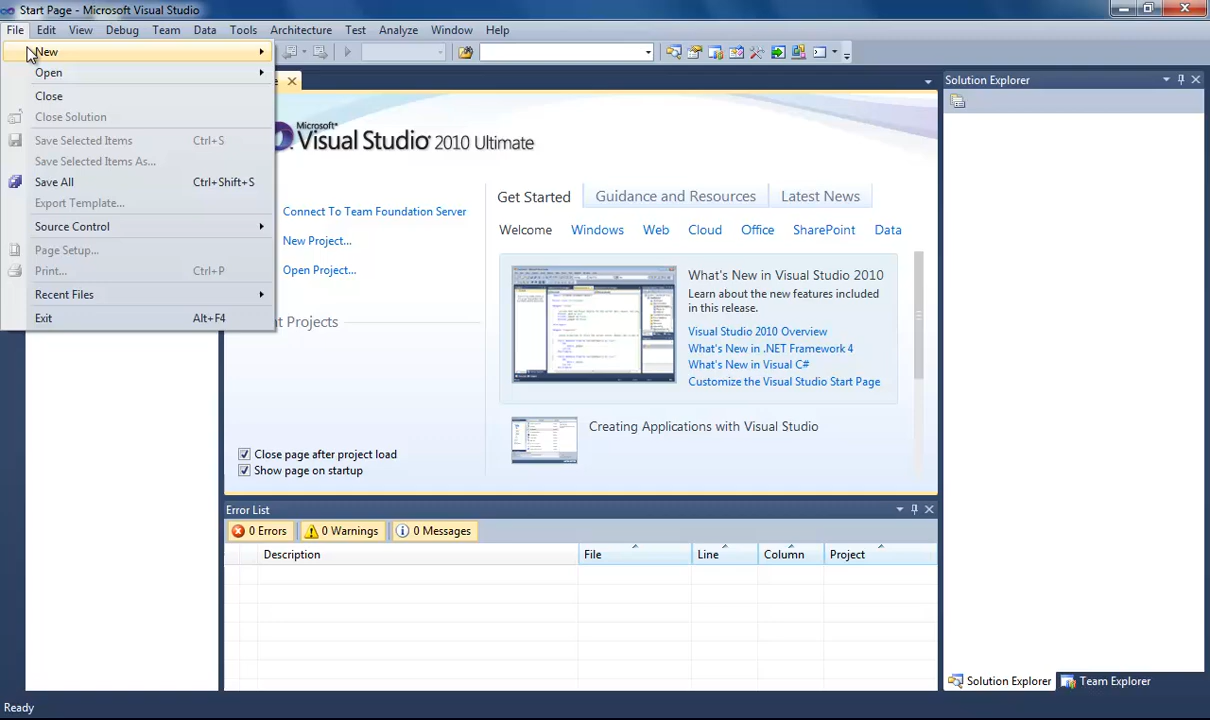 Start Page - Microsoft Visual Studio
File Edit View Debug Team Data Tools Architecture Test Analyze Window Help
New
Open
Close
Close Solution
Save Selected Items Ctrl+S
Save Selected Items As...
Save All Ctrl+Shift+S
Export Template...
Source Control
Page Setup...
Print... Ctrl+P
Recent Files
Exit Alt+F4
Microsoft®
Visual Studio® 2010 Ultimate
Connect To Team Foundation Server
New Project...
Open Project...
nt Projects
Close page after project load
Show page on startup
Get Started Guidance and Resources Latest News
Welcome Windows Web Cloud Office SharePoint Data
What's New in Visual Studio 2010
Learn about the new features included
in this release.
Visual Studio 2010 Overview
What's New in .NET Framework 4
What's New in Visual C#
Customize the Visual Studio Start Page
Creating Applications with Visual Studio
Error List
0 Errors 0 Warnings 0 Messages
Description File Line Column Project
Solution Explorer
Solution Explorer Team Explorer
Ready